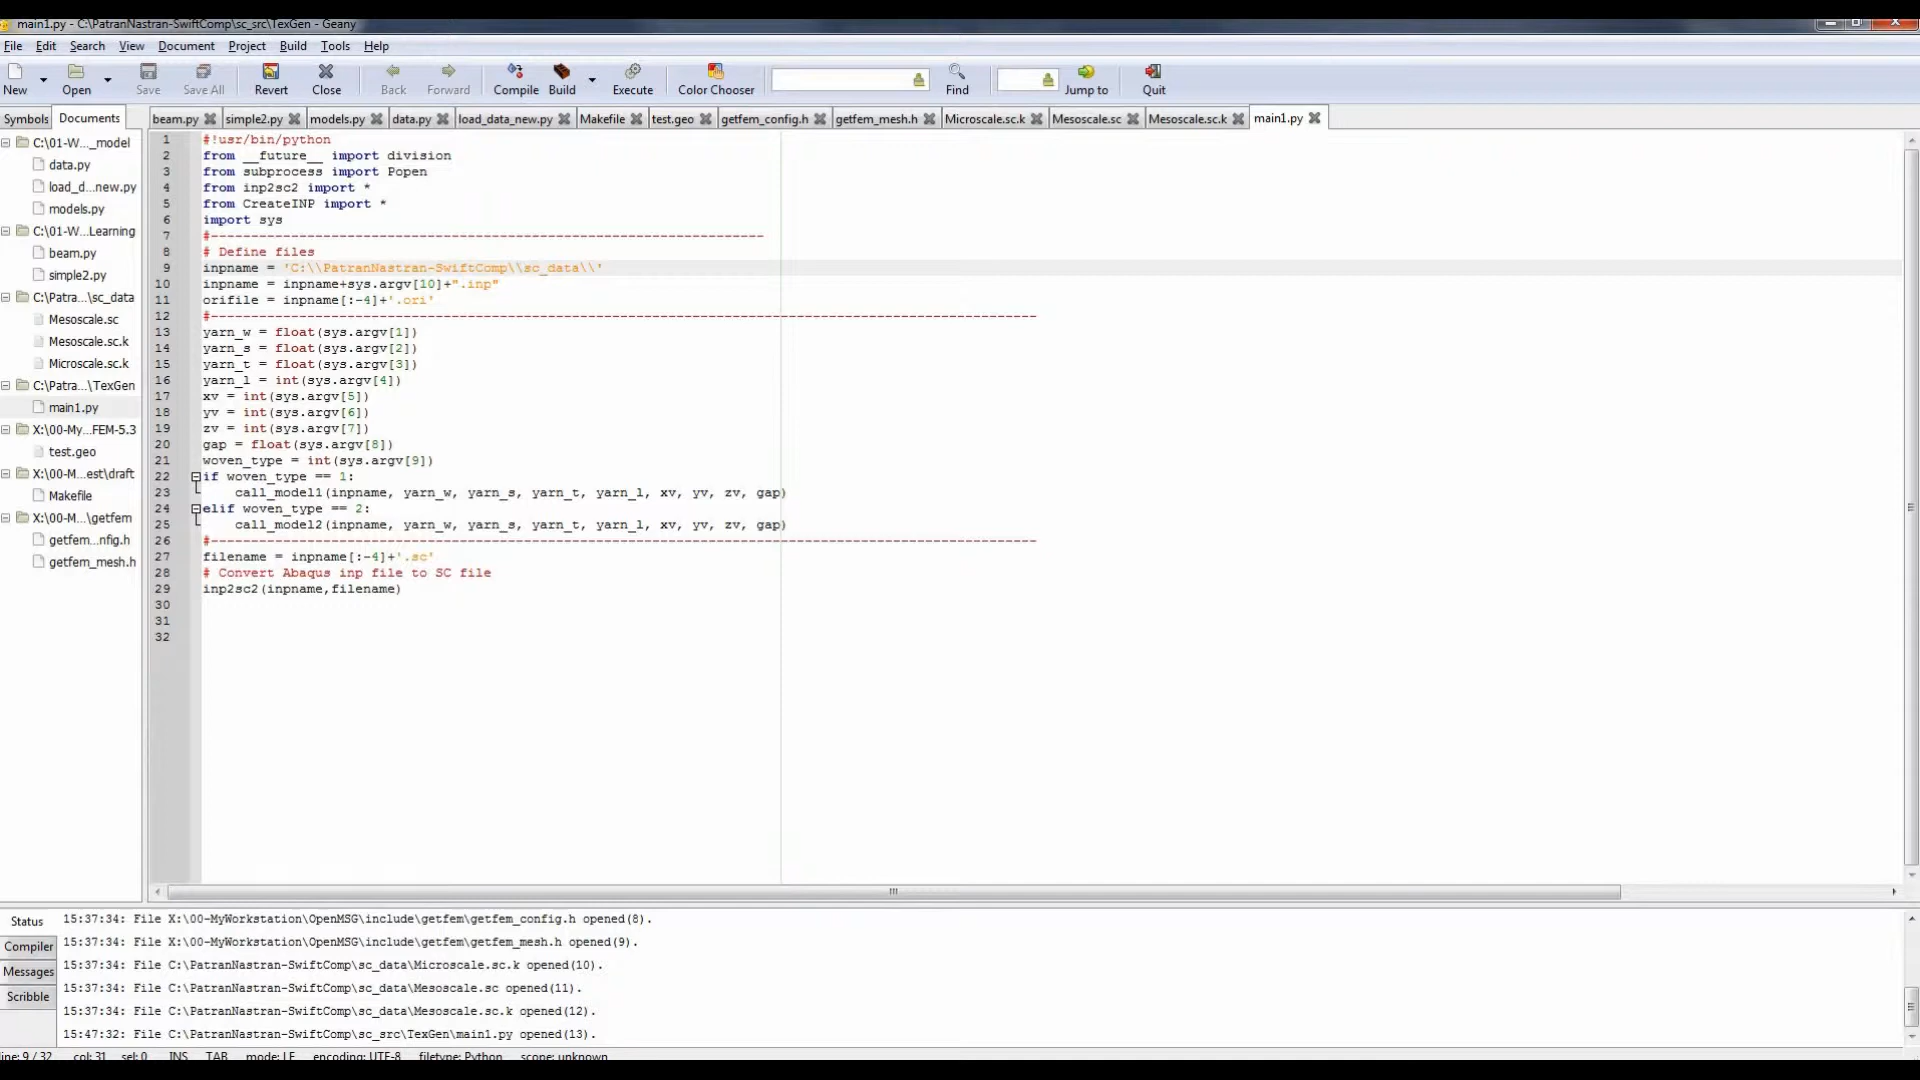 main1.py - C:\PatranNastran-SwiftComp\sc_src\TexGen - Geany
File Edit Search View Document Project Build Tools Help
New Open Save Save All Revert Close Back Forward Compile Build Execute Color Chooser Find Jump to Quit
Symbols Documents
beam.py simple2.py models.py data.py load_data_new.py Makefile test.geo getfem_config.h getfem_mesh.h Microscale.sc.k Mesoscale.sc Mesoscale.sc.k main1.py
C:\01-W..._model
data.py
load_d...new.py
models.py
C:\01-W...Learning
beam.py
simple2.py
C:\Patra...\sc_data
Mesoscale.sc
Mesoscale.sc.k
Microscale.sc.k
C:\Patra...\TexGen
main1.py
X:\00-My...FEM-5.3
test.geo
X:\00-M...est\draft
Makefile
X:\00-M...\getfem
getfem...nfig.h
getfem_mesh.h
1 #!usr/bin/python
2 from __future__ import division
3 from subprocess import Popen
4 from inp2sc2 import *
5 from CreateINP import *
6 import sys
7 #---------------------------------------------------------------------
8 # Define files
9 inpname = 'C:\\PatranNastran-SwiftComp\\sc_data\\'
10 inpname = inpname+sys.argv[10]+".inp"
11 orifile = inpname[:-4]+'.ori'
12 #-------------------------------------------------------------------------------------------------------
13 yarn_w = float(sys.argv[1])
14 yarn_s = float(sys.argv[2])
15 yarn_t = float(sys.argv[3])
16 yarn_l = int(sys.argv[4])
17 xv = int(sys.argv[5])
18 yv = int(sys.argv[6])
19 zv = int(sys.argv[7])
20 gap = float(sys.argv[8])
21 woven_type = int(sys.argv[9])
22 if woven_type == 1:
23 call_model1(inpname, yarn_w, yarn_s, yarn_t, yarn_l, xv, yv, zv, gap)
24 elif woven_type == 2:
25 call_model2(inpname, yarn_w, yarn_s, yarn_t, yarn_l, xv, yv, zv, gap)
26 #-------------------------------------------------------------------------------------------------------
27 filename = inpname[:-4]+'.sc'
28 # Convert Abaqus inp file to SC file
29 inp2sc2(inpname,filename)
30
31
32
Status
Compiler
Messages
Scribble
15:37:34: File X:\00-MyWorkstation\OpenMSG\include\getfem\getfem_config.h opened(8).
15:37:34: File X:\00-MyWorkstation\OpenMSG\include\getfem\getfem_mesh.h opened(9).
15:37:34: File C:\PatranNastran-SwiftComp\sc_data\Microscale.sc.k opened(10).
15:37:34: File C:\PatranNastran-SwiftComp\sc_data\Mesoscale.sc opened(11).
15:37:34: File C:\PatranNastran-SwiftComp\sc_data\Mesoscale.sc.k opened(12).
15:47:32: File C:\PatranNastran-SwiftComp\sc_src\TexGen\main1.py opened(13).
line: 9 / 32 col: 31 sel: 0 INS TAB mode: LF encoding: UTF-8 filetype: Python scope: unknown